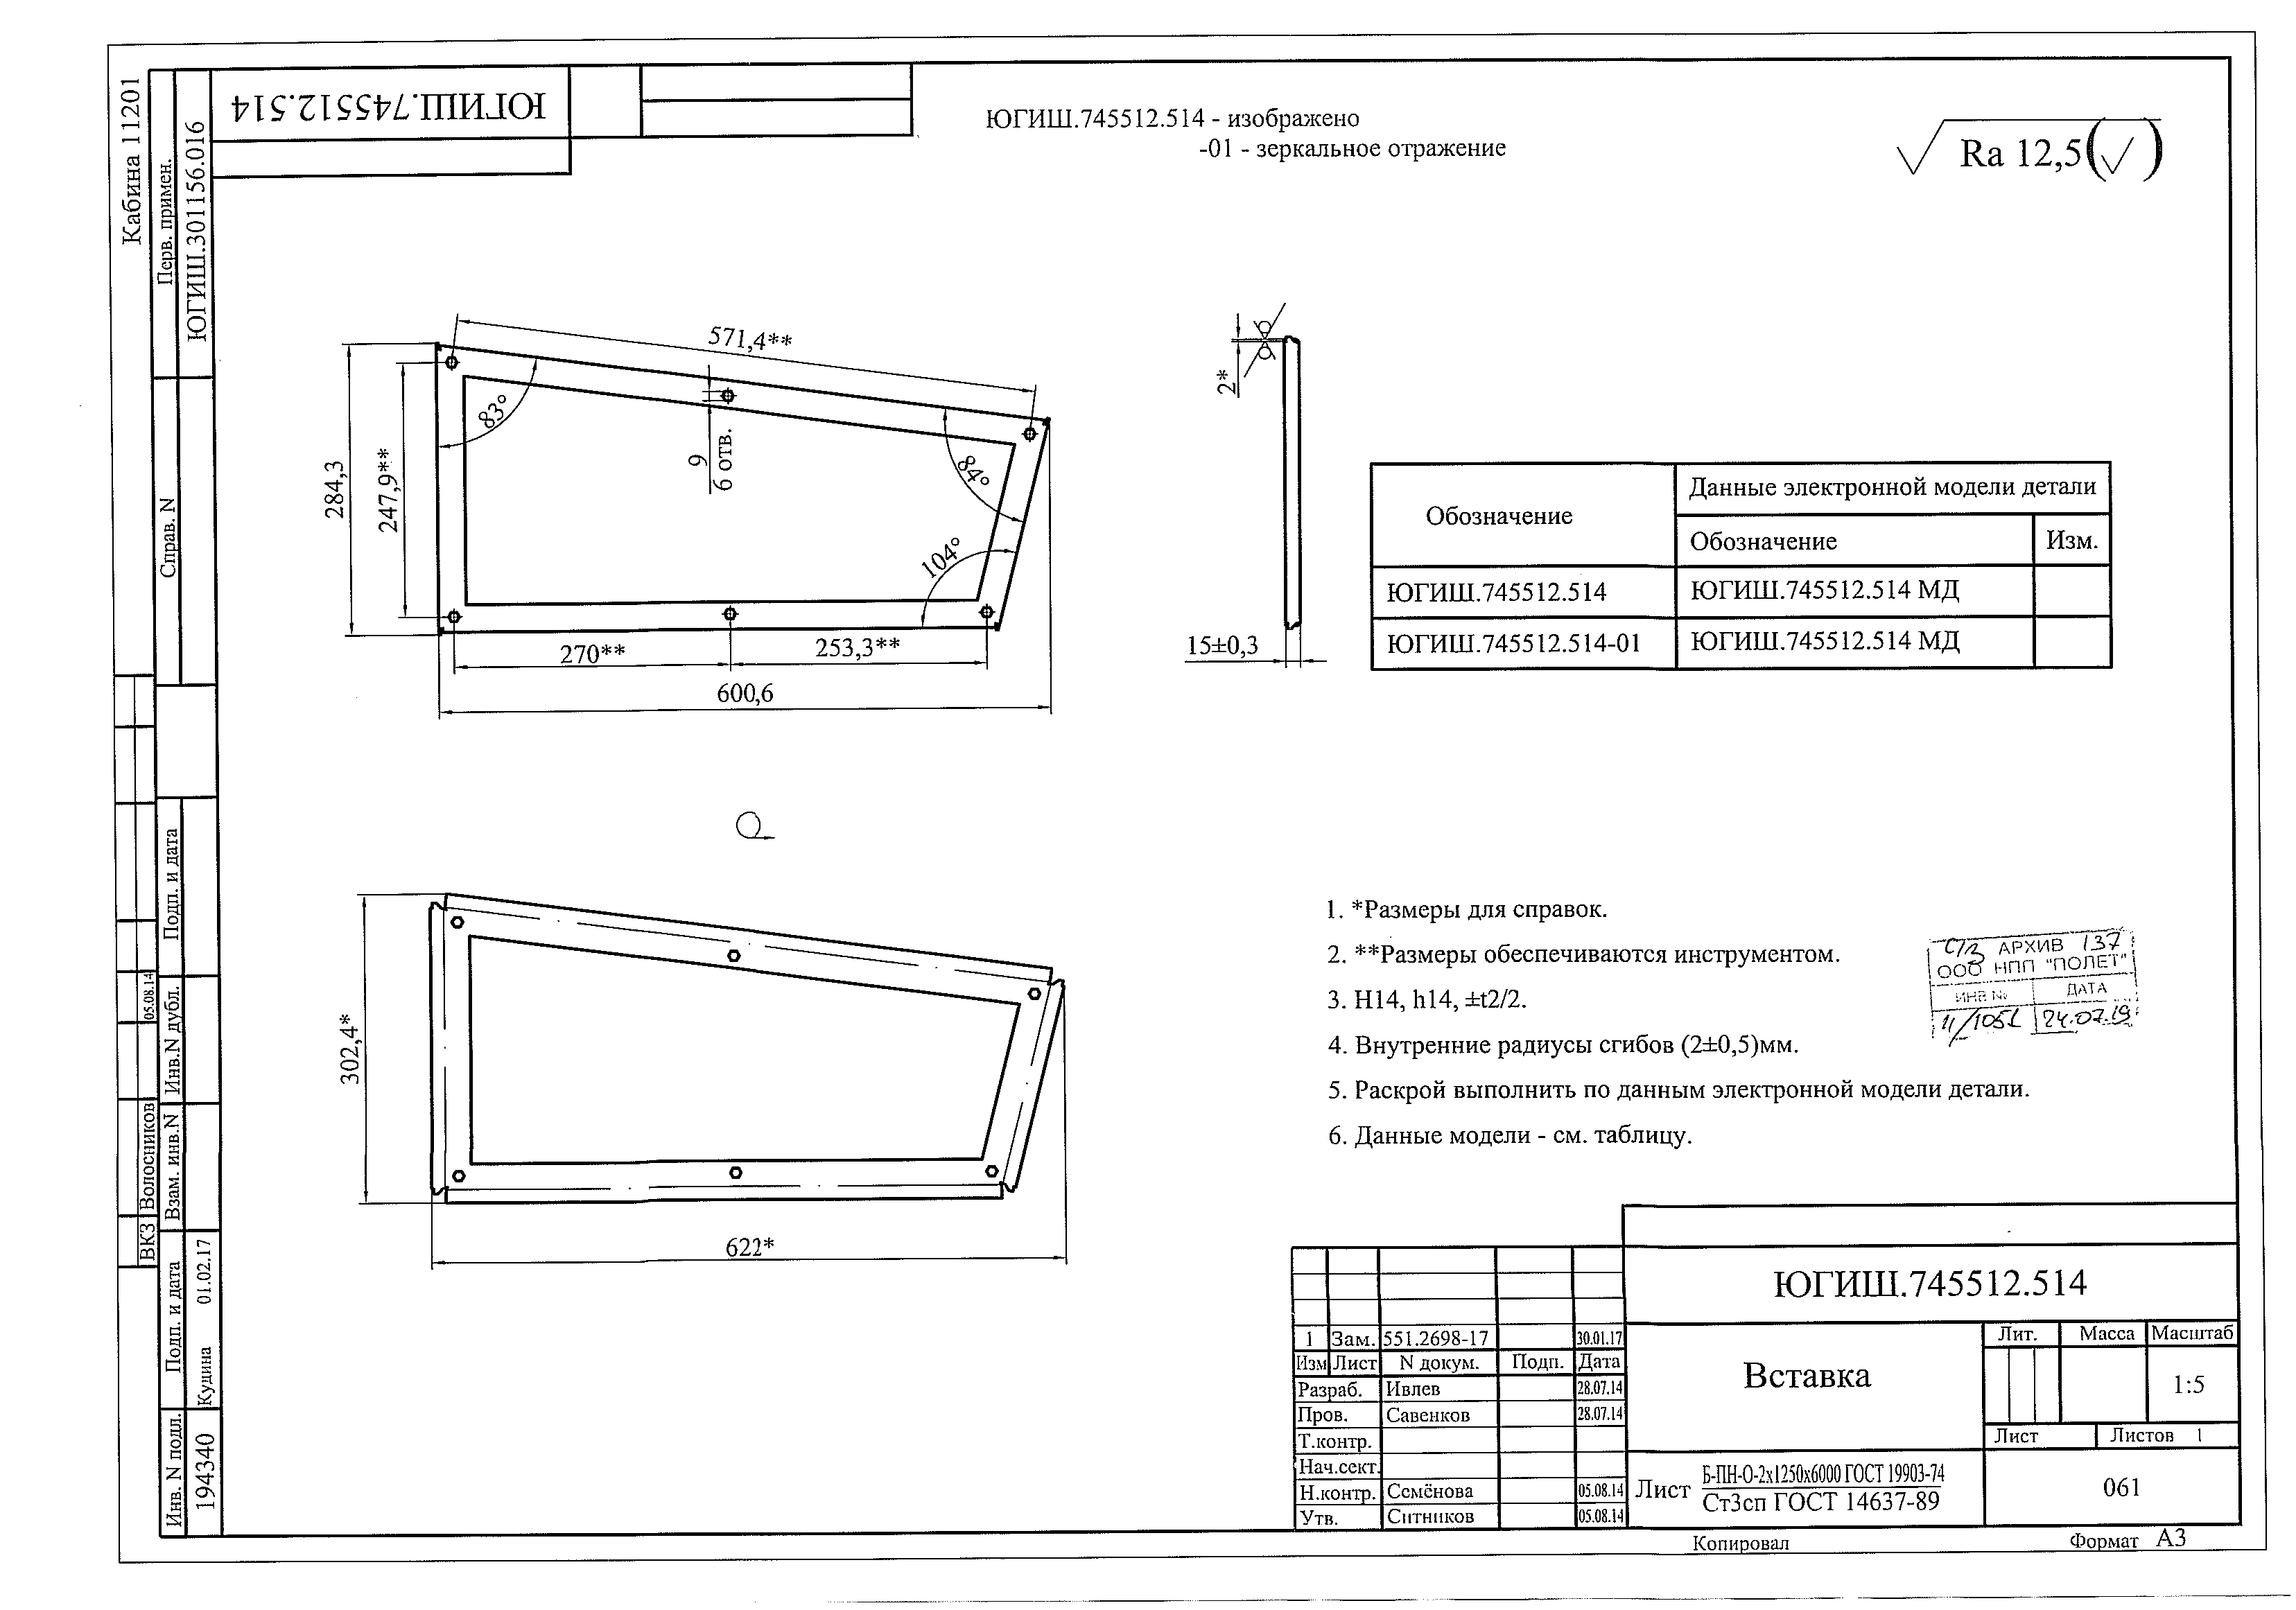 ЮГИШ.745512.514
Кабина 11201
Перв. примен.
ЮГИШ.301156.016
Справ. N
ЮГИШ.745512.514 - изображено
-01 - зеркальное отражение
Ra 12,5
571,4**
83°
84°
104°
284,3
247,9**
9
6 отв.
270**
253,3**
600,6
2*
15±0,3
Обозначение
Данные электронной модели детали
Обозначение
Изм.
ЮГИШ.745512.514
ЮГИШ.745512.514 МД
ЮГИШ.745512.514-01
ЮГИШ.745512.514 МД
302,4*
622*
1. *Размеры для справок.
2. **Размеры обеспечиваются инструментом.
3. H14, h14, ±t2/2.
4. Внутренние радиусы сгибов (2±0,5)мм.
5. Раскрой выполнить по данным электронной модели детали.
6. Данные модели - см. таблицу.
АРХИВ 137
ООО НПП "ПОЛЕТ"
ИНВ № ДАТА
11/1051 24.07.19
Подп. и дата
Инв.N дубл.
Взам. инв.N
Подп. и дата
Инв. N подл.
05.08.14
Волосников
ВКЗ
Кудина 01.02.17
194340
1 Зам. 551.2698-17 30.01.17
Изм Лист N докум. Подп. Дата
Разраб. Ивлев 28.07.14
Пров. Савенков 28.07.14
Т.контр.
Нач.сект.
Н.контр. Семёнова 05.08.14
Утв. Ситников 05.08.14
ЮГИШ.745512.514
Вставка
Лит. Масса Масштаб
1:5
Лист Листов 1
Лист Б-ПН-О-2х1250х6000 ГОСТ 19903-74
Ст3сп ГОСТ 14637-89
061
Копировал
Формат А3